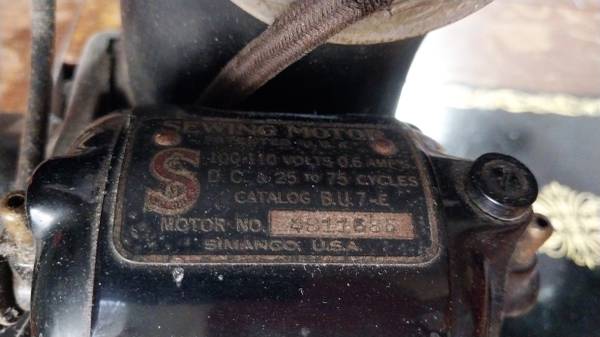 SEWING MOTOR
100-110 VOLTS 0.6 AMPS
D.C. & 25 TO 75 CYCLES
CATALOG B.U.7-E
MOTOR NO.
SIMANCO, U.S.A.